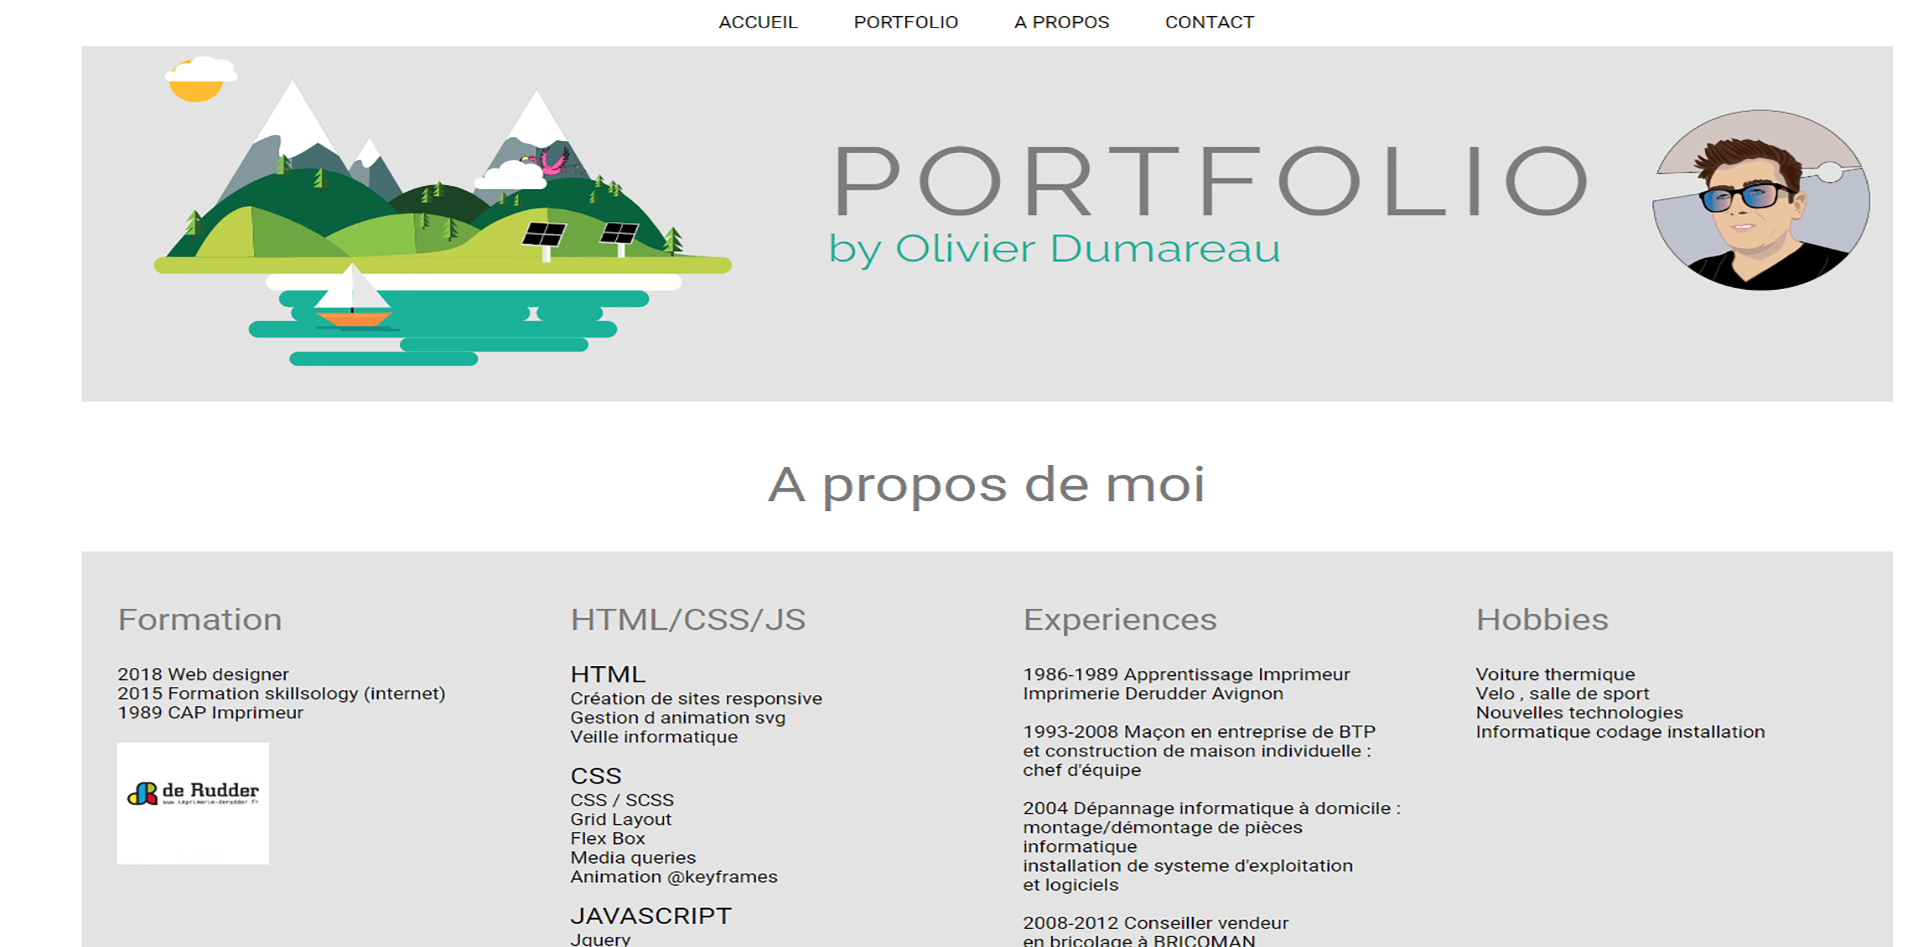 ACCUEIL PORTFOLIO A PROPOS CONTACT
PORTFOLIO
by Olivier Dumareau
A propos de moi
Formation
2018 Web designer
2015 Formation skillsology (internet)
1989 CAP Imprimeur
de Rudder
www.imprimerie-derudder.fr
HTML/CSS/JS
HTML
Création de sites responsive
Gestion d animation svg
Veille informatique
CSS
CSS / SCSS
Grid Layout
Flex Box
Media queries
Animation @keyframes
JAVASCRIPT
Jquery
Experiences
1986-1989 Apprentissage Imprimeur
Imprimerie Derudder Avignon
1993-2008 Maçon en entreprise de BTP
et construction de maison individuelle :
chef d'équipe
2004 Dépannage informatique à domicile :
montage/démontage de pièces
informatique
installation de systeme d'exploitation
et logiciels
2008-2012 Conseiller vendeur
en bricolage à BRICOMAN
Hobbies
Voiture thermique
Velo , salle de sport
Nouvelles technologies
Informatique codage installation